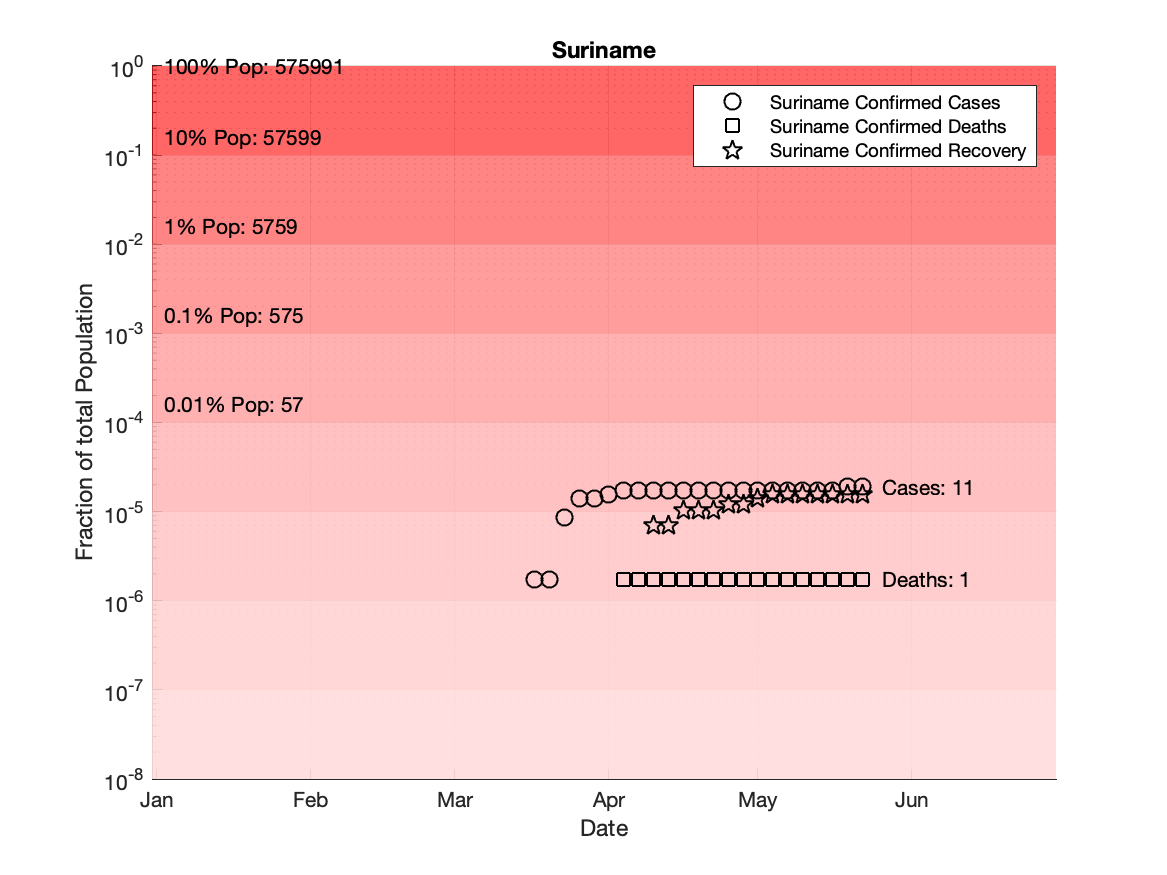 Suriname
10^0
100% Pop: 575991
Suriname Confirmed Cases
Suriname Confirmed Deaths
Suriname Confirmed Recovery
10% Pop: 57599
10^-1
1% Pop: 5759
10^-2
0.1% Pop: 575
10^-3
0.01% Pop: 57
10^-4
Cases: 11
10^-5
Deaths: 1
10^-6
10^-7
10^-8
Fraction of total Population
Jan Feb Mar Apr May Jun
Date